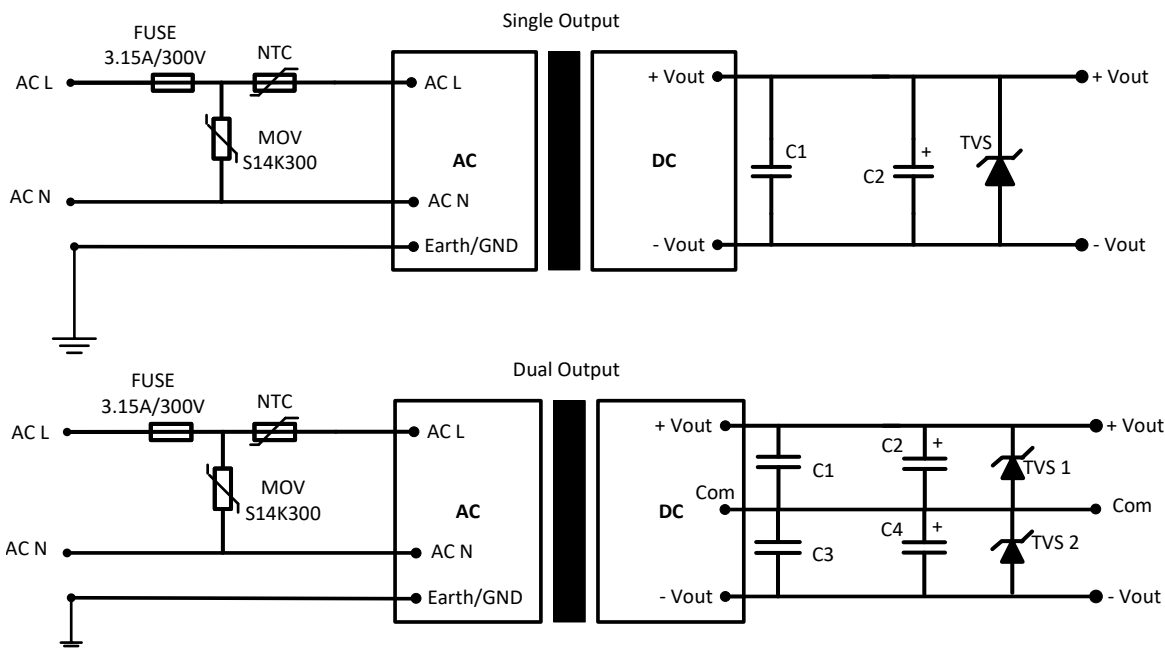 Single Output
FUSE
3.15A/300V
NTC
AC L
AC L
+ Vout
+ Vout
MOV
S14K300
AC
DC
C1
C2
+
TVS
AC N
AC N
Earth/GND
- Vout
- Vout
Dual Output
FUSE
3.15A/300V
NTC
AC L
AC L
+ Vout
+ Vout
C2
+
C1
TVS 1
MOV
S14K300
AC
DC
Com
Com
C4
+
TVS 2
C3
AC N
AC N
Earth/GND
- Vout
- Vout